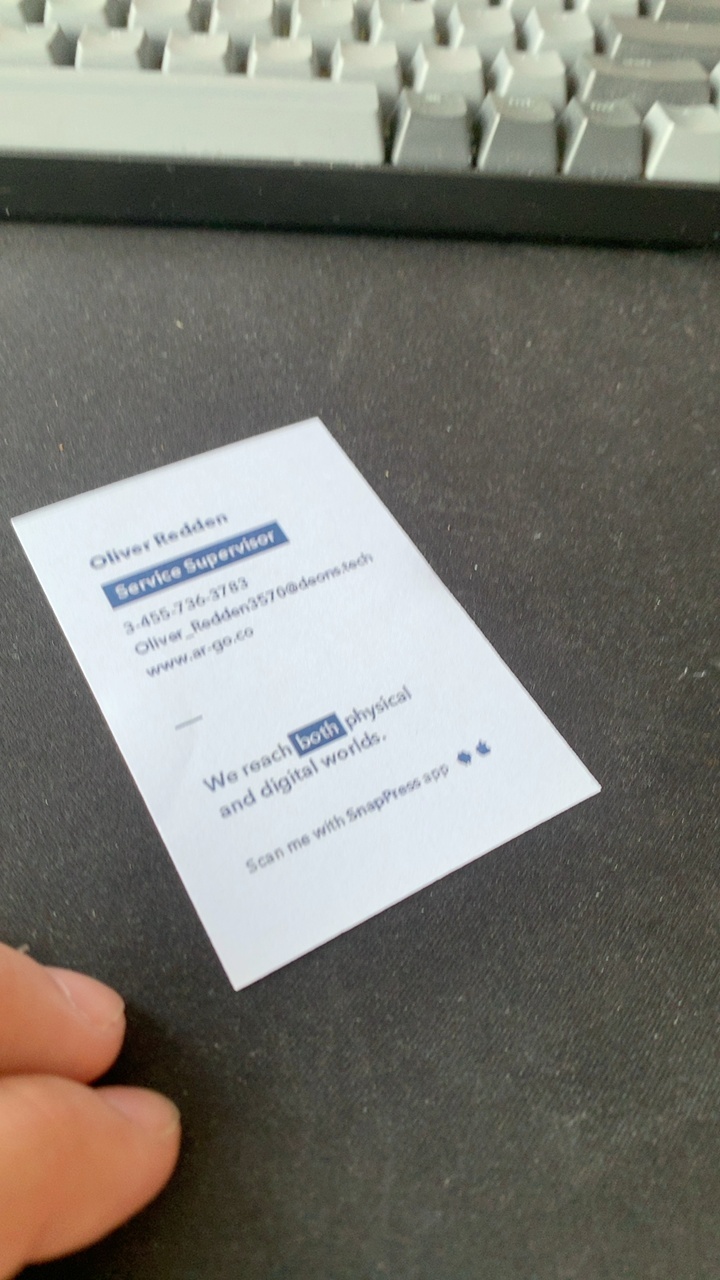 Oliver Redden
Service Supervisor
3-455-736-3783
Oliver_Redden3570@deons.tech
www.ar-go.co
We reach both physical
and digital worlds.
Scan me with SnapPress app